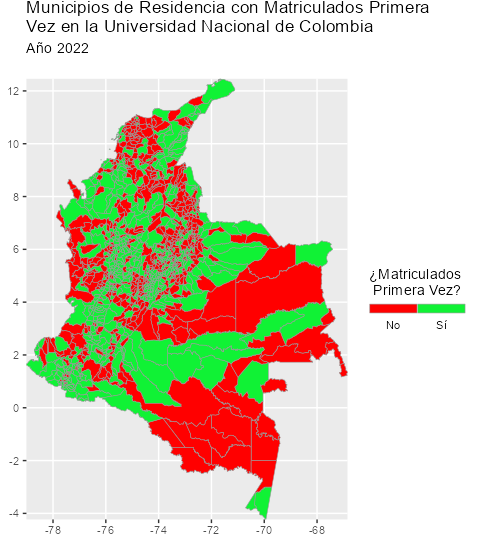 Municipios de Residencia con Matriculados Primera
Vez en la Universidad Nacional de Colombia
Año 2022
12
10
8
6
4
2
0
-2
-4
-78
-76
-74
-72
-70
-68
¿Matriculados
Primera Vez?
No
Sí